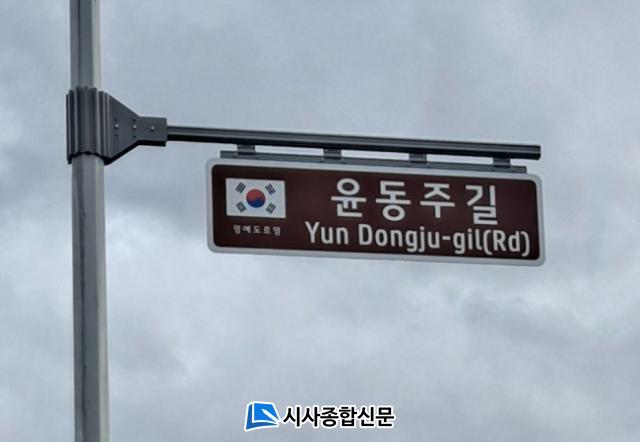 윤동주길
명예도로명
Yun Dongju-gil(Rd)
시사종합신문